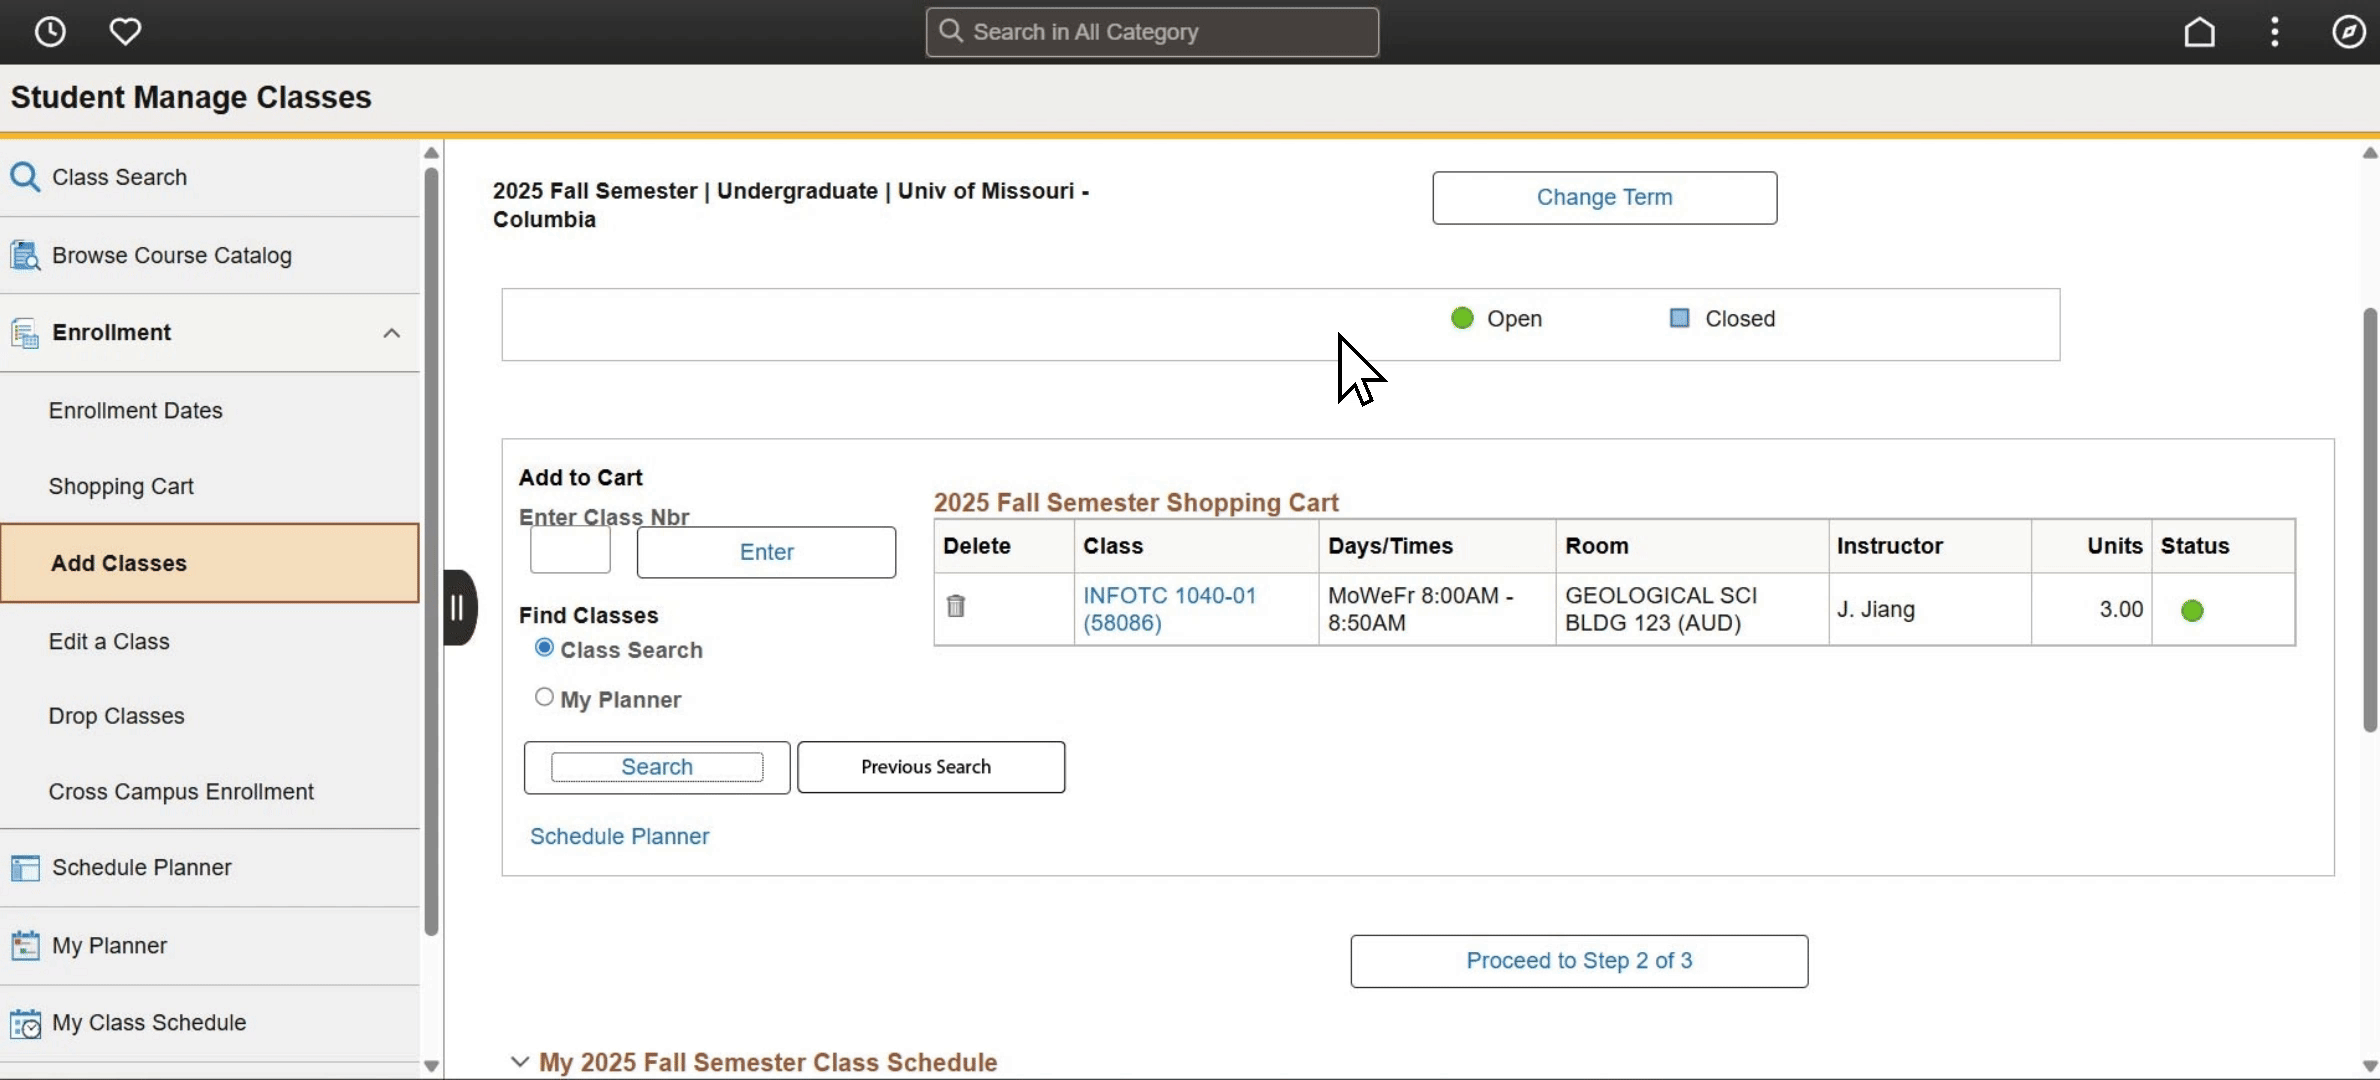 Search in All Category
Student Manage Classes
Class Search
Browse Course Catalog
Enrollment
Enrollment Dates
Shopping Cart
Add Classes
Edit a Class
Drop Classes
Cross Campus Enrollment
Schedule Planner
My Planner
My Class Schedule
2025 Fall Semester | Undergraduate | Univ of Missouri -
Columbia
Change Term
Open
Closed
Add to Cart
Enter Class Nbr
Enter
Find Classes
Class Search
My Planner
Search
Previous Search
Schedule Planner
2025 Fall Semester Shopping Cart
Delete Class Days/Times Room Instructor Units Status
INFOTC 1040-01 MoWeFr 8:00AM - GEOLOGICAL SCI J. Jiang 3.00
(58086) 8:50AM BLDG 123 (AUD)
Proceed to Step 2 of 3
My 2025 Fall Semester Class Schedule